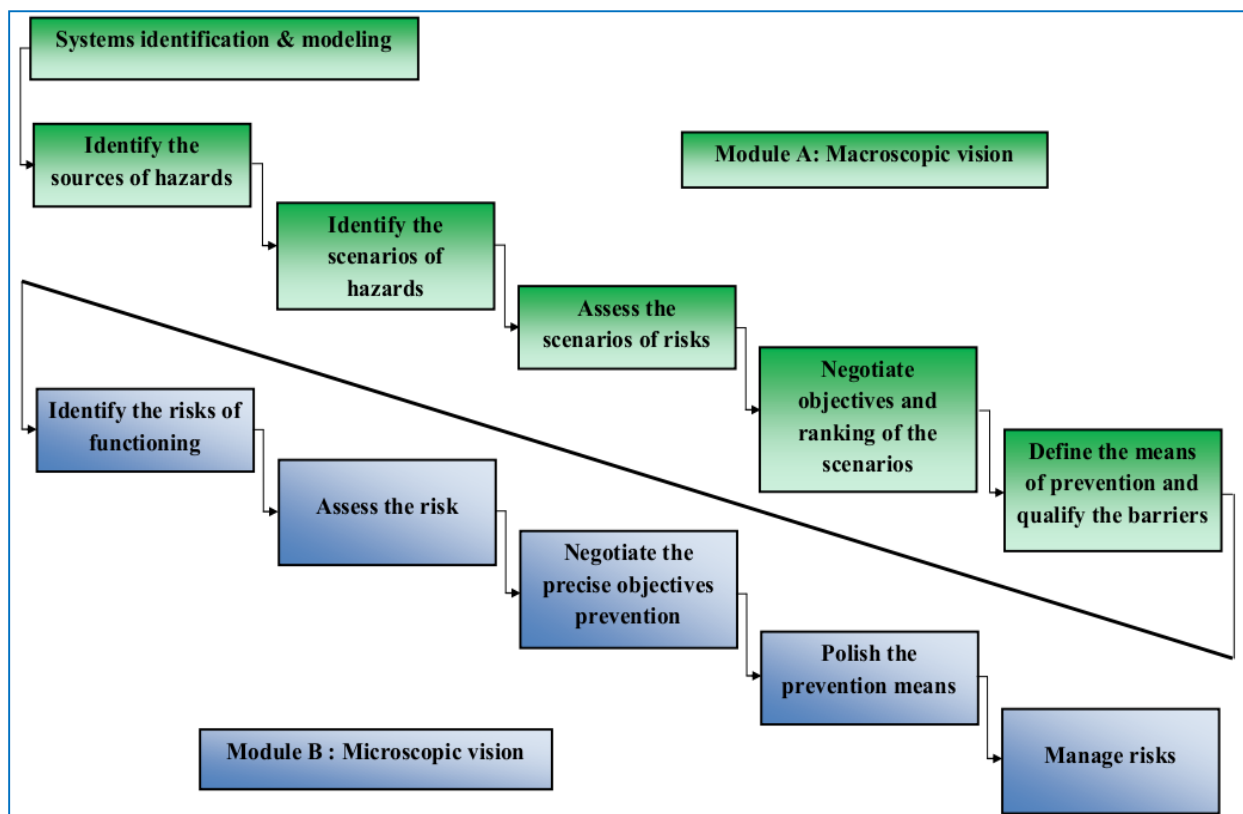 Systems identification & modeling
Identify the
sources of hazards
Module A: Macroscopic vision
Identify the
scenarios of
hazards
Assess the
scenarios of risks
Negotiate
objectives and
ranking of the
scenarios
Define the means
of prevention and
qualify the barriers
Identify the risks of
functioning
Assess the risk
Negotiate the
precise objectives
prevention
Polish the
prevention means
Manage risks
Module B : Microscopic vision